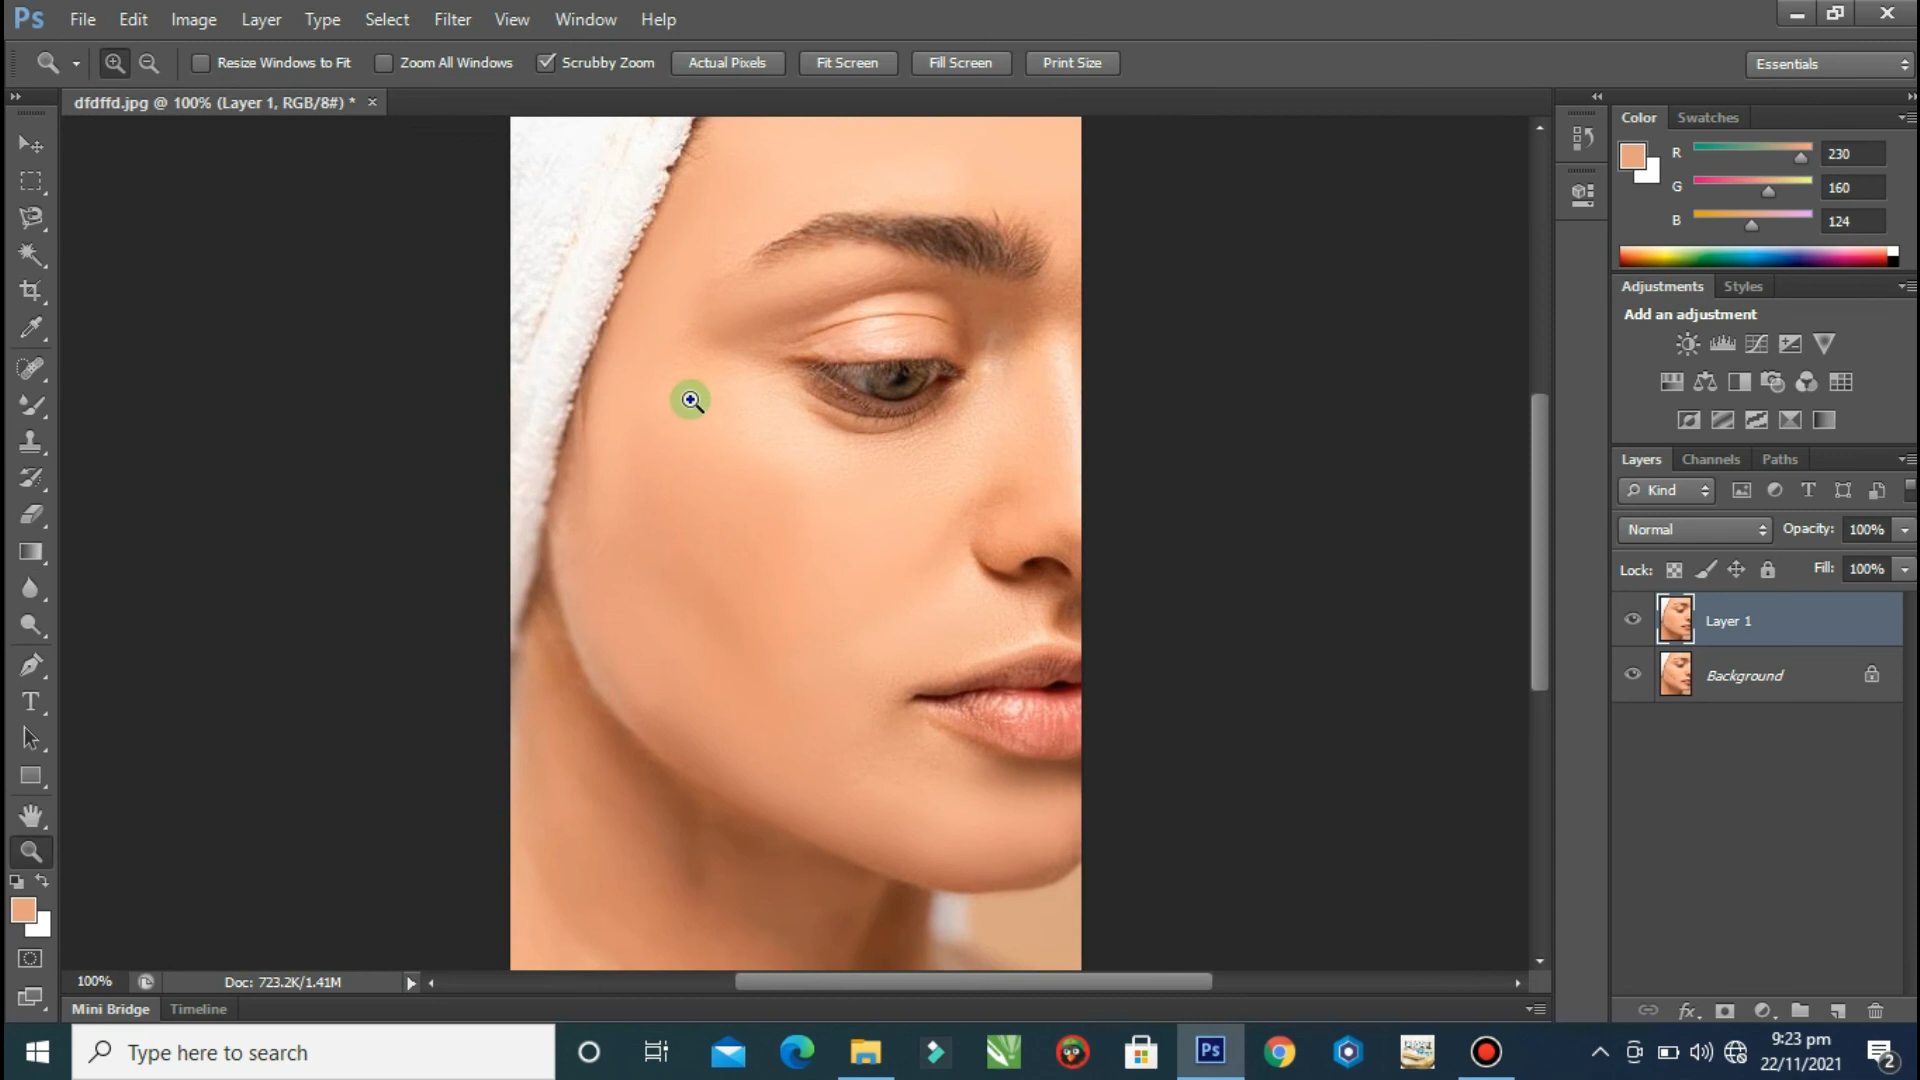 Ps File Edit Image Layer Type Select Filter View Window Help
Resize Windows to Fit Zoom All Windows Scrubby Zoom Actual Pixels Fit Screen Fill Screen Print Size Essentials
dfdffd.jpg @ 100% (Layer 1, RGB/8#) * ×
Color Swatches
R 230
G 160
B 124
Adjustments Styles
Add an adjustment
Layers Channels Paths
Kind
Normal Opacity: 100%
Lock: Fill: 100%
Layer 1
Background
100% Doc: 723.2K/1.41M
Mini Bridge Timeline
Type here to search
Ps
9:23 pm
22/11/2021
2